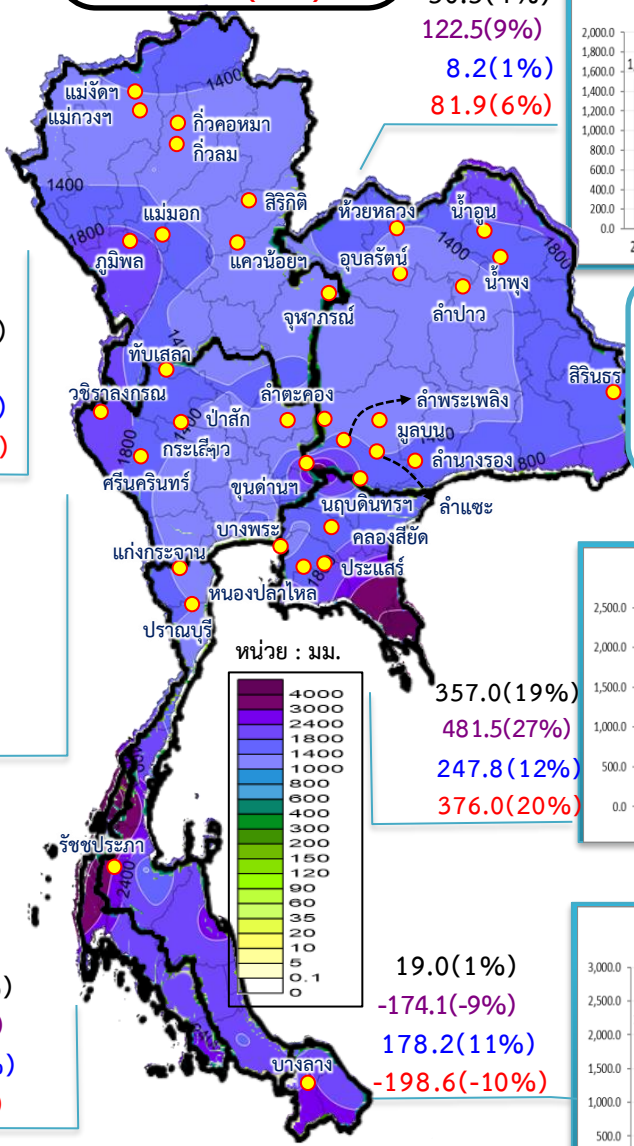 122.5(9%)
8.2(1%)
81.9(6%)
2,000.0
1,800.0
1,600.0
1,400.0
1,200.0
1,000.0
800.0
600.0
400.0
200.0
0.0
1400
แม่งัดฯ
แม่กวงฯ
กิ่วคอหมา
กิ่วลม
1400
สิริกิติ
แม่มอก
1800
ภูมิพล
แควน้อยฯ
ห้วยหลวง
น้ำอูน
1400
1800
อุบลรัตน์
น้ำพุง
จุฬาภรณ์
ลำปาว
ทับเสลา
สิรินธร
วชิราลงกรณ
ลำตะคอง
ลำพระเพลิง
ป่าสัก
1400
มูลบน
1800
กระเสียว
1400
ลำนางรอง
800
ศรีนครินทร์
ขุนด่านฯ
ลำแซะ
นฤบดินทรฯ
บางพระ
คลองสียัด
แก่งกระจาน
ประแสร์
หนองปลาไหล
ปราณบุรี
2,500.0
2,000.0
1,500.0
1,000.0
500.0
0.0
หน่วย : มม.
4000
3000
2400
1800
1400
1000
800
600
400
300
200
150
120
90
60
35
20
10
5
0.1
0
357.0(19%)
481.5(27%)
247.8(12%)
376.0(20%)
รัชชประภา
2400
19.0(1%)
-174.1(-9%)
178.2(11%)
-198.6(-10%)
บางลาง
3,000.0
2,500.0
2,000.0
1,500.0
1,000.0
500.0